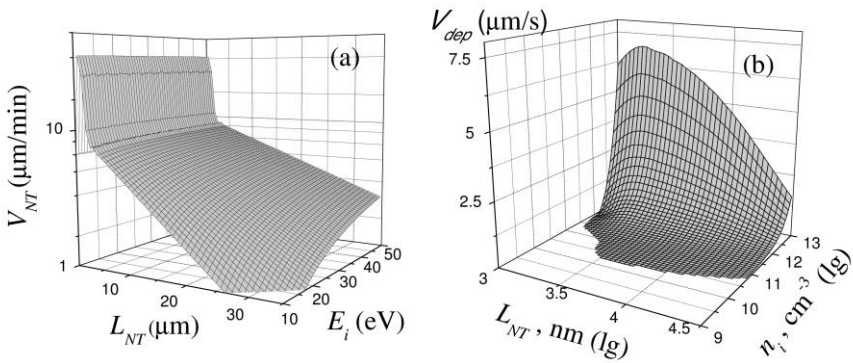 (a)
V_NT (μm/min)
10
1
10
20
30
L_NT (μm)
10
20
30
40
50
E_i (eV)
V_dep (μm/s)
(b)
7.5
5
2.5
3
3.5
4
4.5
L_NT , nm (lg)
9
10
11
12
13
n_i, cm^-3 (lg)